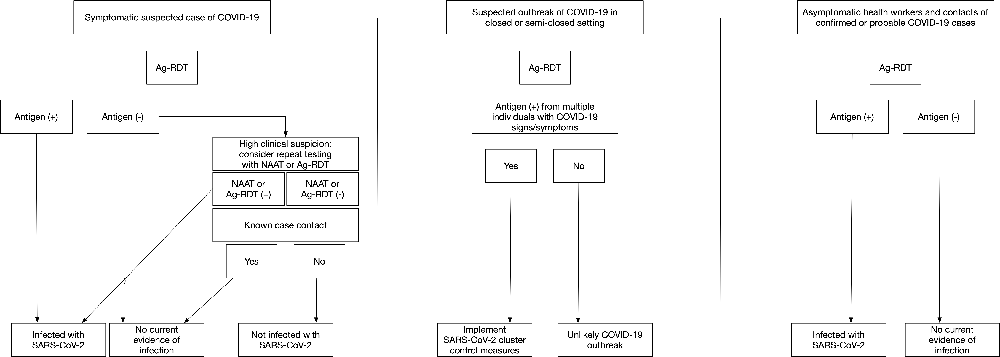 Symptomatic suspected case of COVID-19
Ag-RDT
Antigen (+)
Antigen (-)
High clinical suspicion:
consider repeat testing
with NAAT or Ag-RDT
NAAT or
Ag-RDT (+)
NAAT or
Ag-RDT (-)
Known case contact
Yes
No
Infected with
SARS-CoV-2
No current
evidence of
infection
Not infected with
SARS-CoV-2
Suspected outbreak of COVID-19 in
closed or semi-closed setting
Ag-RDT
Antigen (+) from multiple
individuals with COVID-19
signs/symptoms
Yes
No
Implement
SARS-CoV-2 cluster
control measures
Unlikely COVID-19
outbreak
Asymptomatic health workers and contacts of
confirmed or probable COVID-19 cases
Ag-RDT
Antigen (+)
Antigen (-)
Infected with
SARS-CoV-2
No current
evidence of
infection